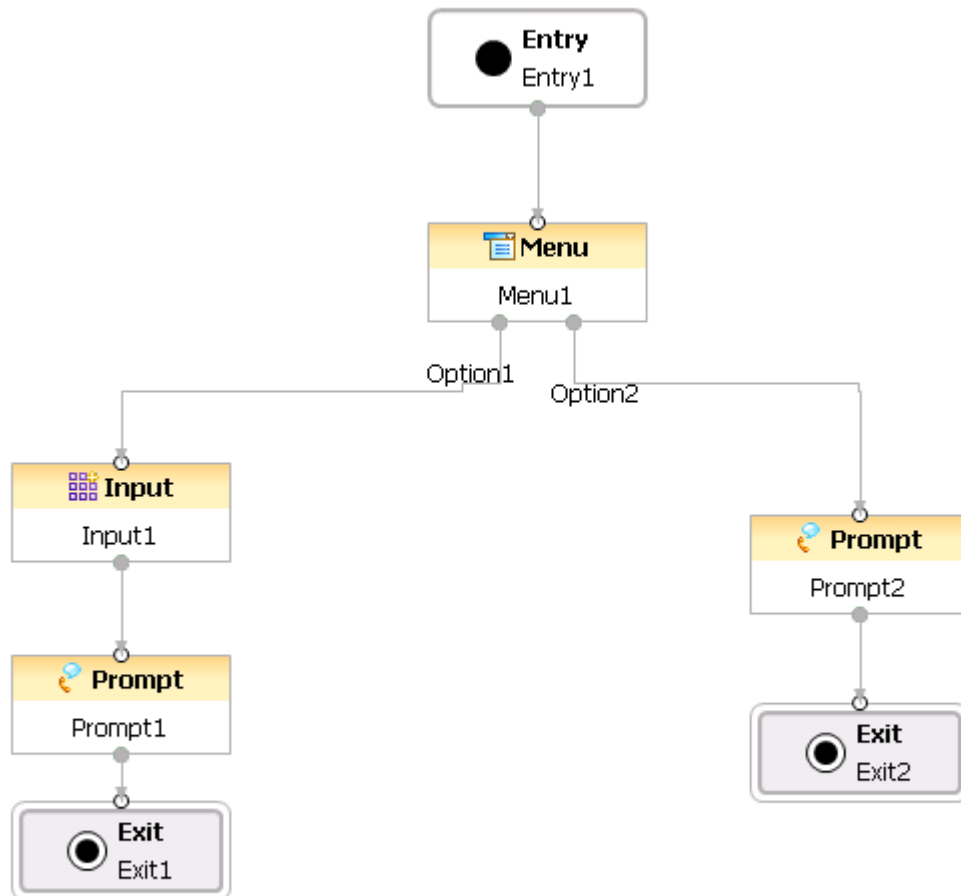 Entry
Entry1
Menu
Menu1
Option1
Option2
Input
Input1
Prompt
Prompt1
Exit
Exit1
Prompt
Prompt2
Exit
Exit2